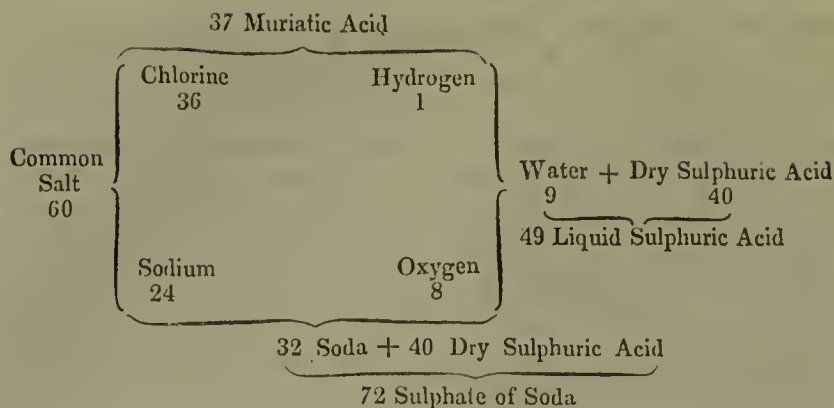 37 Muriatic Acid
Chlorine Hydrogen
36 1
Common
Salt
60
Water + Dry Sulphuric Acid
9 40
49 Liquid Sulphuric Acid
Sodium Oxygen
24 8
32 Soda + 40 Dry Sulphuric Acid
72 Sulphate of Soda